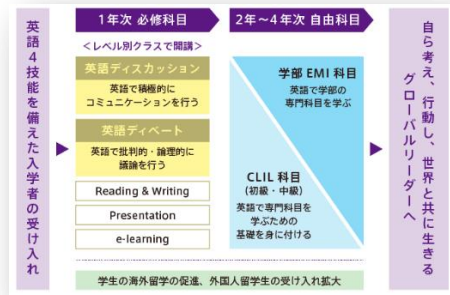 英語4技能を備えた入学者の受け入れ
1年次 必修科目
<レベル別クラスで開講>
英語ディスカッション
英語で積極的に
コミュニケーションを行う
英語ディベート
英語で批判的・論理的に
議論を行う
Reading & Writing
Presentation
e-learning
2年～4年次 自由科目
学部 EMI 科目
英語で学部の
専門科目を学ぶ
CLIL 科目
(初級・中級)
英語で専門科目を
学ぶための
基礎を身に付ける
学生の海外留学の促進、外国人留学生の受け入れ拡大
自ら考え、行動し、世界と共に生きる
グローバルリーダーへ